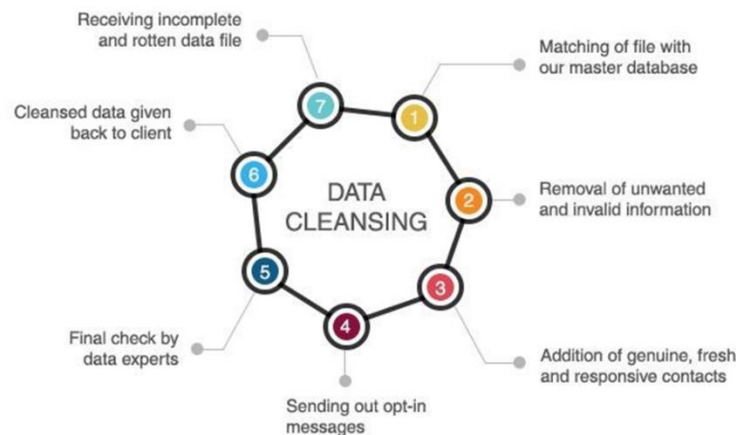 Receiving incomplete
and rotten data file
7
Matching of file with
our master database
1
Cleansed data given
back to client
6
DATA
CLEANSING
2
Removal of unwanted
and invalid information
5
3
Final check by
data experts
4
Addition of genuine, fresh
and responsive contacts
Sending out opt-in
messages